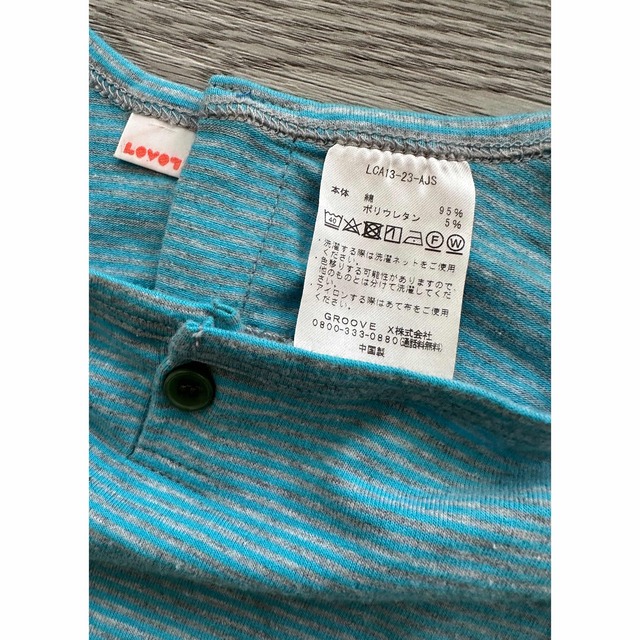 LOVOT
LCA13-23-AJS
本体 綿 95%
ポリウレタン 5%
40
・洗濯する際は洗濯ネットをご使用
ください。
・色移りする可能性がありますので
他のものとは分けて洗濯してくだ
さい。
・アイロンする際はあて布をご使用
ください。
GROOVE X株式会社
0800-333-0880(通話料無料)
中国製